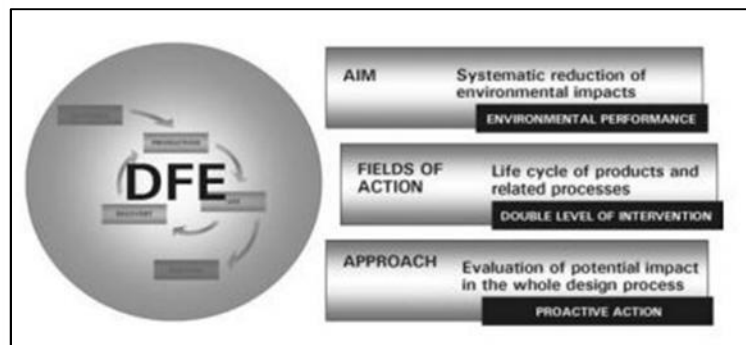 PRODUCTION
DFE
USE
RECOVERY
AIM
Systematic reduction of
environmental impacts
ENVIRONMENTAL PERFORMANCE
FIELDS OF
ACTION
Life cycle of products and
related processes
DOUBLE LEVEL OF INTERVENTION
APPROACH
Evaluation of potential impact
in the whole design process
PROACTIVE ACTION